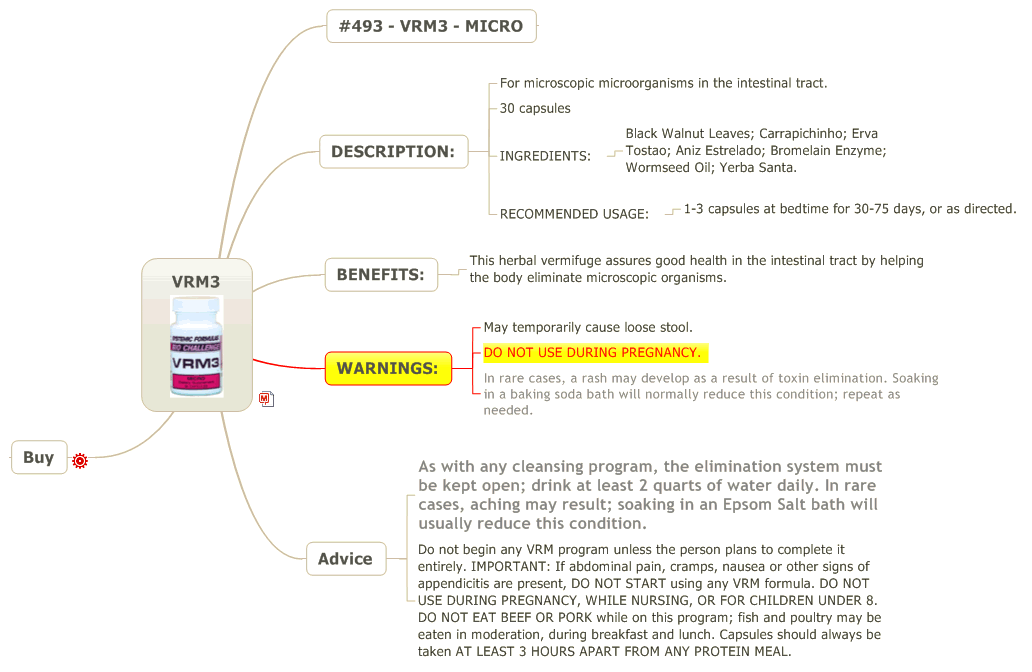 #493 - VRM3 - MICRO
For microscopic microorganisms in the intestinal tract.
30 capsules
DESCRIPTION:
INGREDIENTS:
Black Walnut Leaves; Carrapichinho; Erva
Tostao; Aniz Estrelado; Bromelain Enzyme;
Wormseed Oil; Yerba Santa.
RECOMMENDED USAGE:
1-3 capsules at bedtime for 30-75 days, or as directed.
VRM3
SYSTEMIC FORMULAS
BIO CHALLENGE
VRM3
BENEFITS:
This herbal vermifuge assures good health in the intestinal tract by helping
the body eliminate microscopic organisms.
WARNINGS:
May temporarily cause loose stool.
DO NOT USE DURING PREGNANCY.
In rare cases, a rash may develop as a result of toxin elimination. Soaking
in a baking soda bath will normally reduce this condition; repeat as
needed.
Buy
Advice
As with any cleansing program, the elimination system must
be kept open; drink at least 2 quarts of water daily. In rare
cases, aching may result; soaking in an Epsom Salt bath will
usually reduce this condition.
Do not begin any VRM program unless the person plans to complete it
entirely. IMPORTANT: If abdominal pain, cramps, nausea or other signs of
appendicitis are present, DO NOT START using any VRM formula. DO NOT
USE DURING PREGNANCY, WHILE NURSING, OR FOR CHILDREN UNDER 8.
DO NOT EAT BEEF OR PORK while on this program; fish and poultry may be
eaten in moderation, during breakfast and lunch. Capsules should always be
taken AT LEAST 3 HOURS APART FROM ANY PROTEIN MEAL.